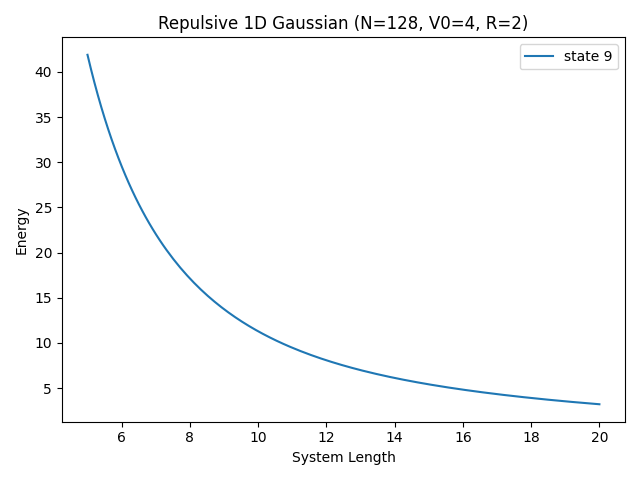 Repulsive 1D Gaussian (N=128, V0=4, R=2)
state 9
Energy
40
35
30
25
20
15
10
5
6 8 10 12 14 16 18 20
System Length